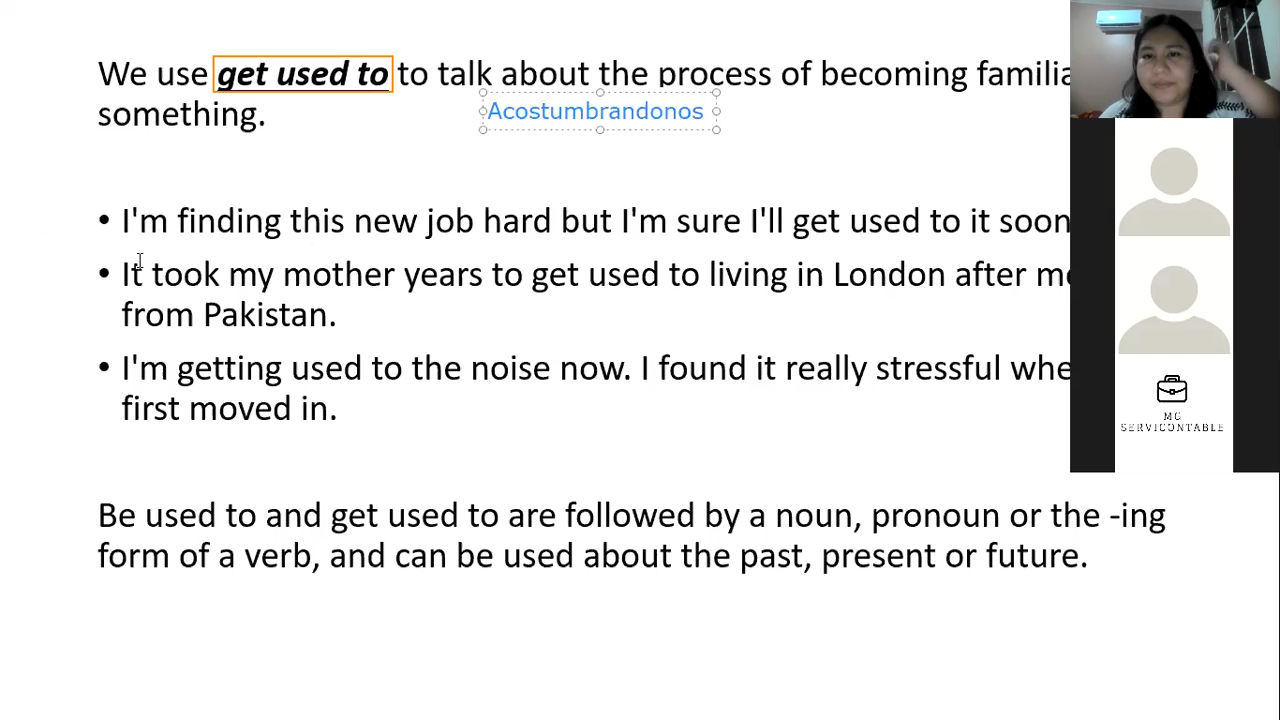 We use get used to to talk about the process of becoming
something.
Acostumbrandonos
• I'm finding this new job hard but I'm sure I'll get used to it soon
• It took my mother years to get used to living in London after
from Pakistan.
• I'm getting used to the noise now. I found it really stressful
first moved in.
MG
SERVICONTABLE
Be used to and get used to are followed by a noun, pronoun or the -ing
form of a verb, and can be used about the past, present or future.